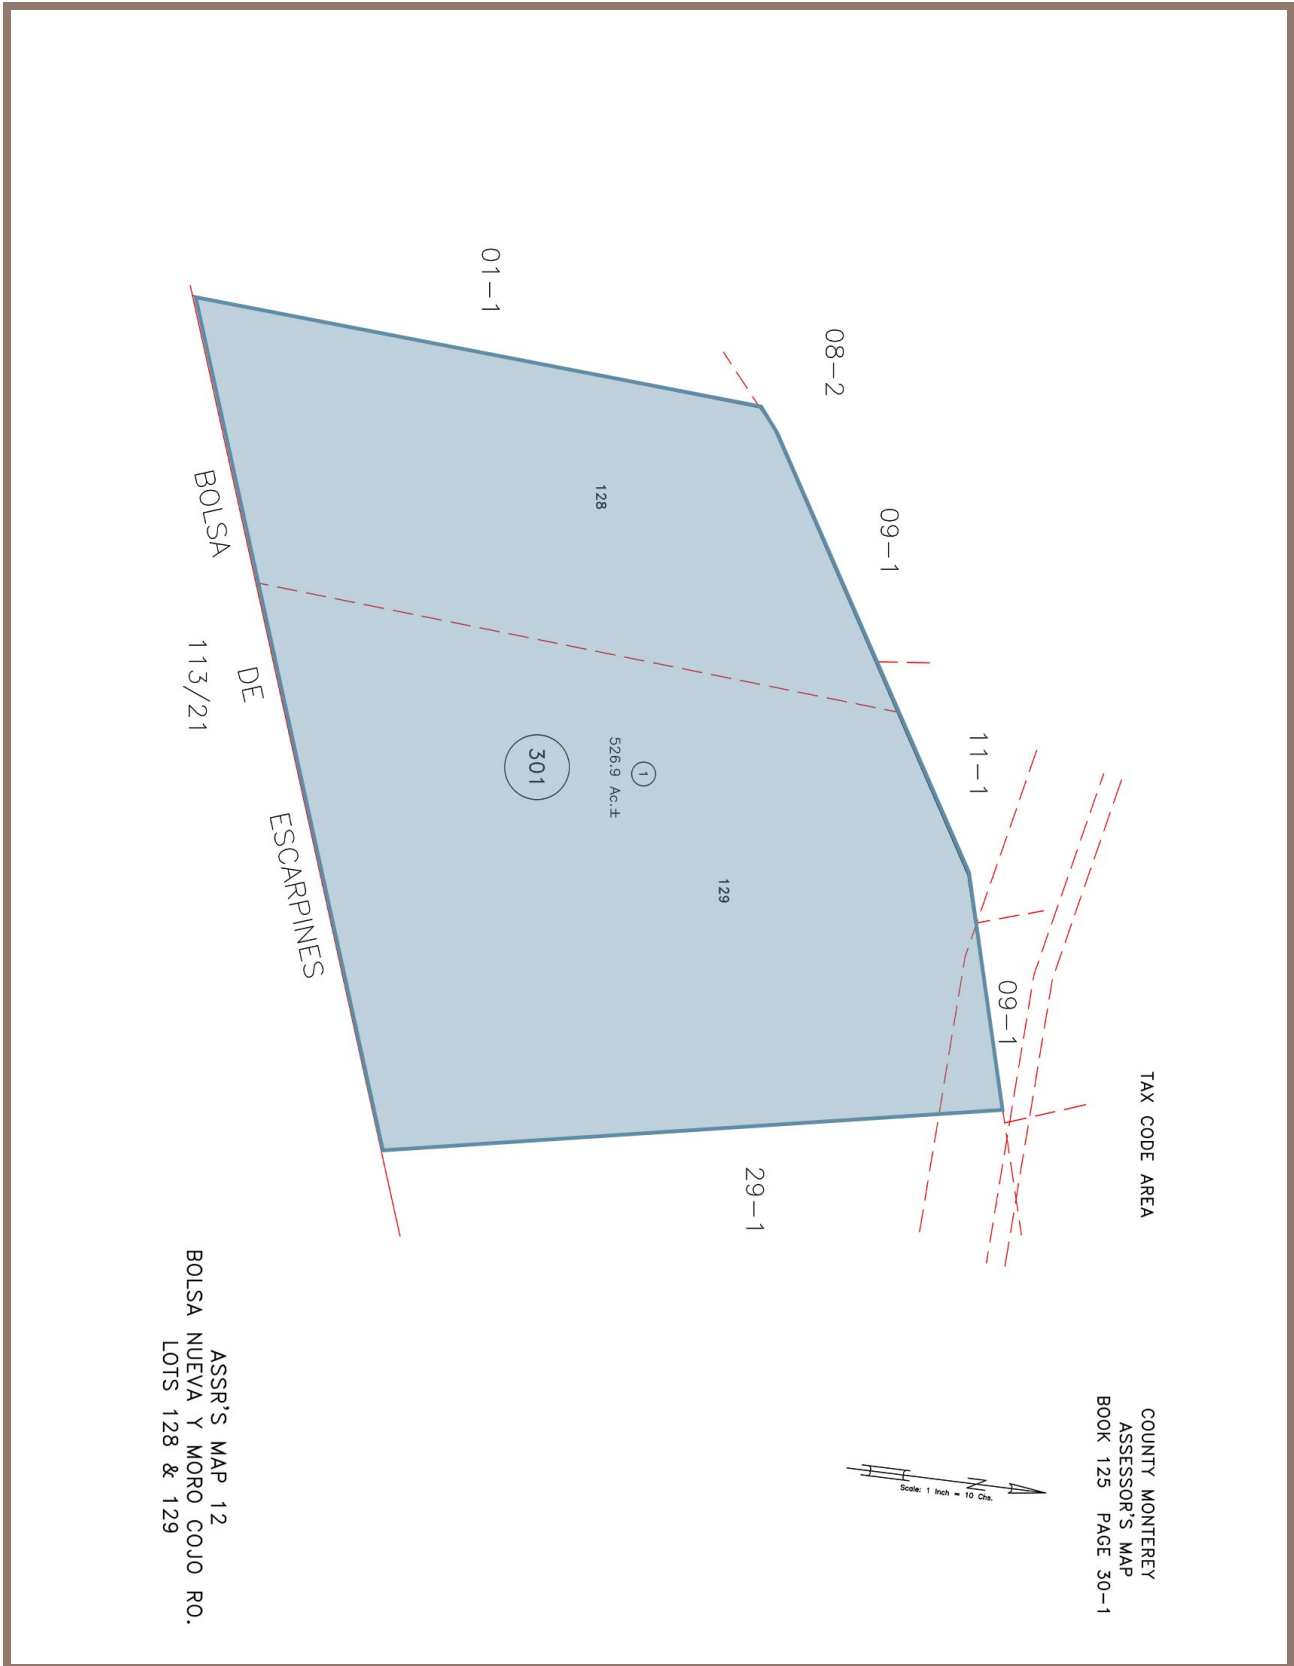 COUNTY MONTEREY
ASSESSOR'S MAP
BOOK 125 PAGE 30-1
TAX CODE AREA
Scale: 1 Inch = 10 Chs.
N
08-2
09-1
11-1
09-1
01-1
29-1
128
129
1
526.9 Ac.±
301
BOLSA DE ESCARPINES
113/21
ASSR'S MAP 12
BOLSA NUEVA Y MORO COJO RO.
LOTS 128 & 129